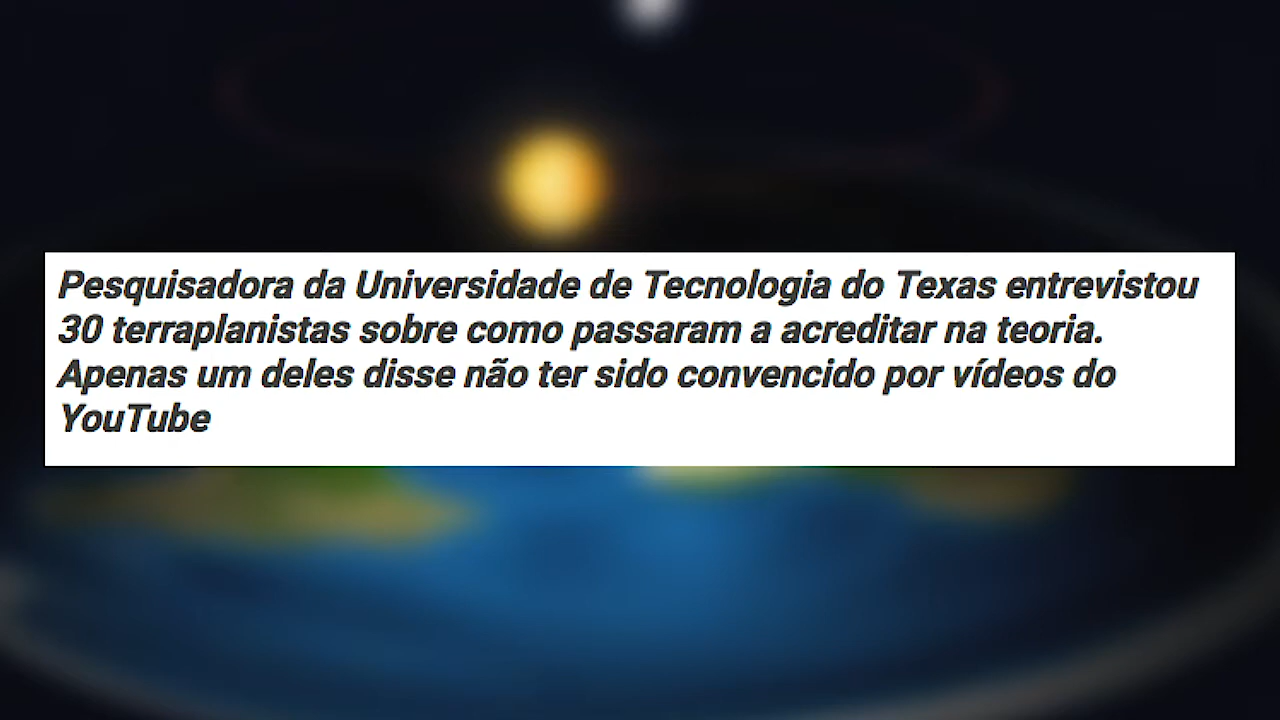 Pesquisadora da Universidade de Tecnologia do Texas entrevistou
30 terraplanistas sobre como passaram a acreditar na teoria.
Apenas um deles disse não ter sido convencido por vídeos do
YouTube